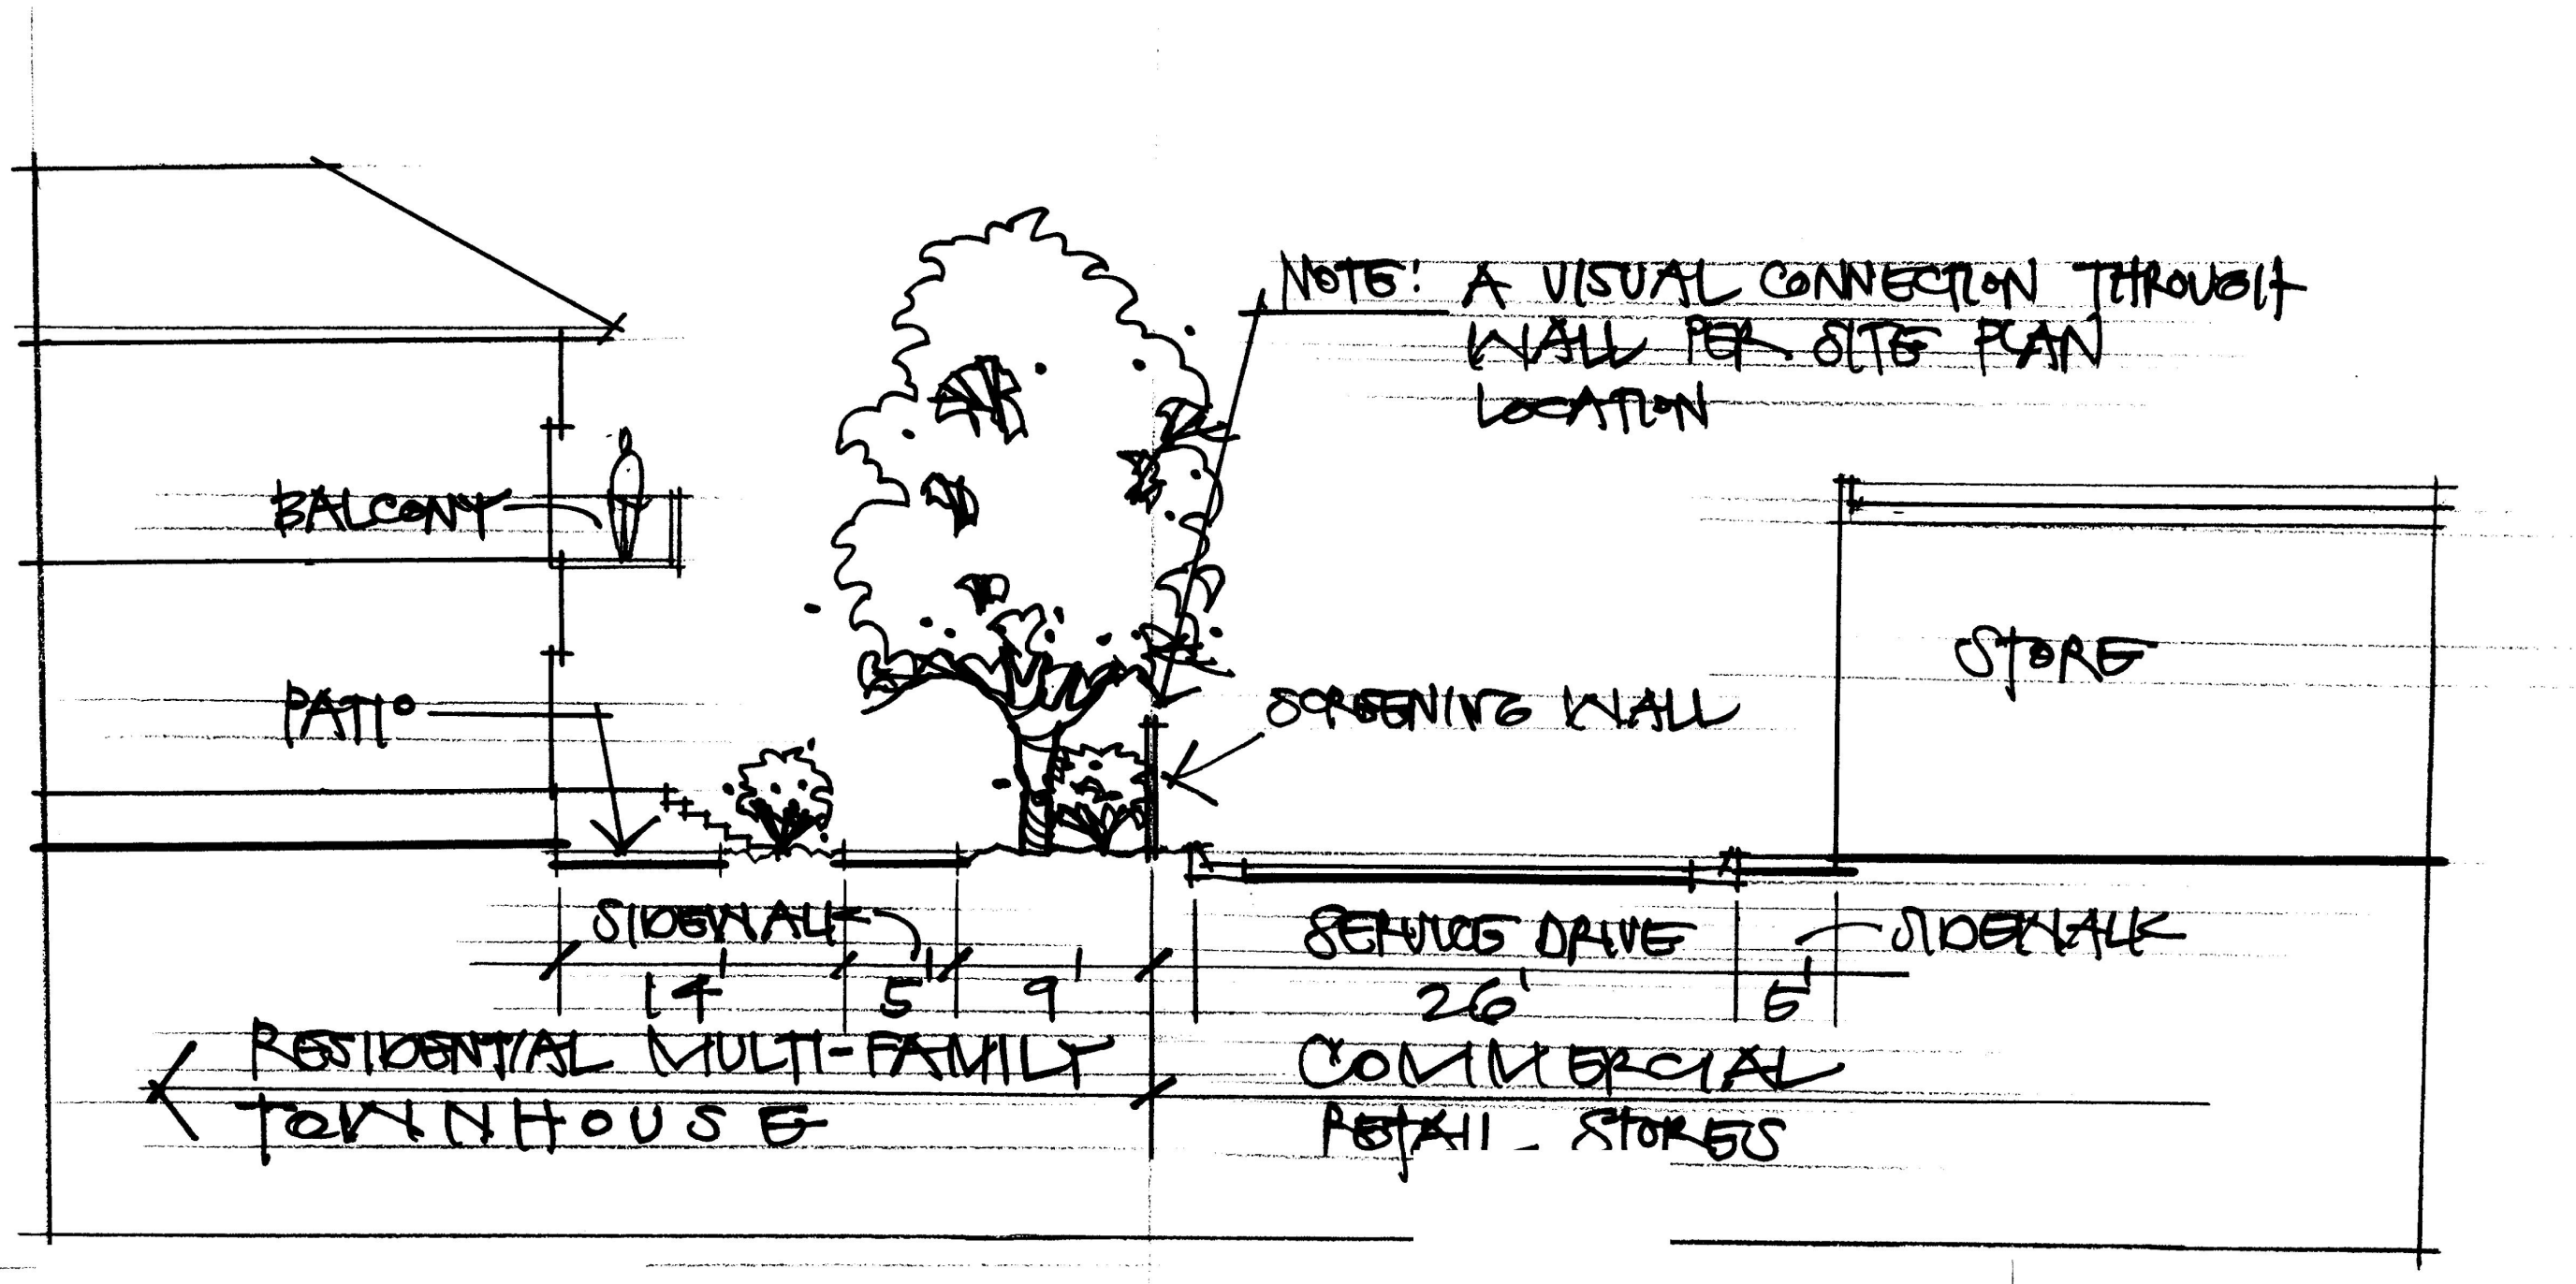 NOTE: A VISUAL CONNECTION THROUGH
WALL PER SITE PLAN
LOCATION
BALCONY
PATIO
SCREENING WALL
STORE
SIDEWALK
SERVICE DRIVE
SIDEWALK
14' 5' 9' 26' 5'
RESIDENTIAL MULTI-FAMILY
TOWNHOUSE
COMMERCIAL
RETAIL STORES